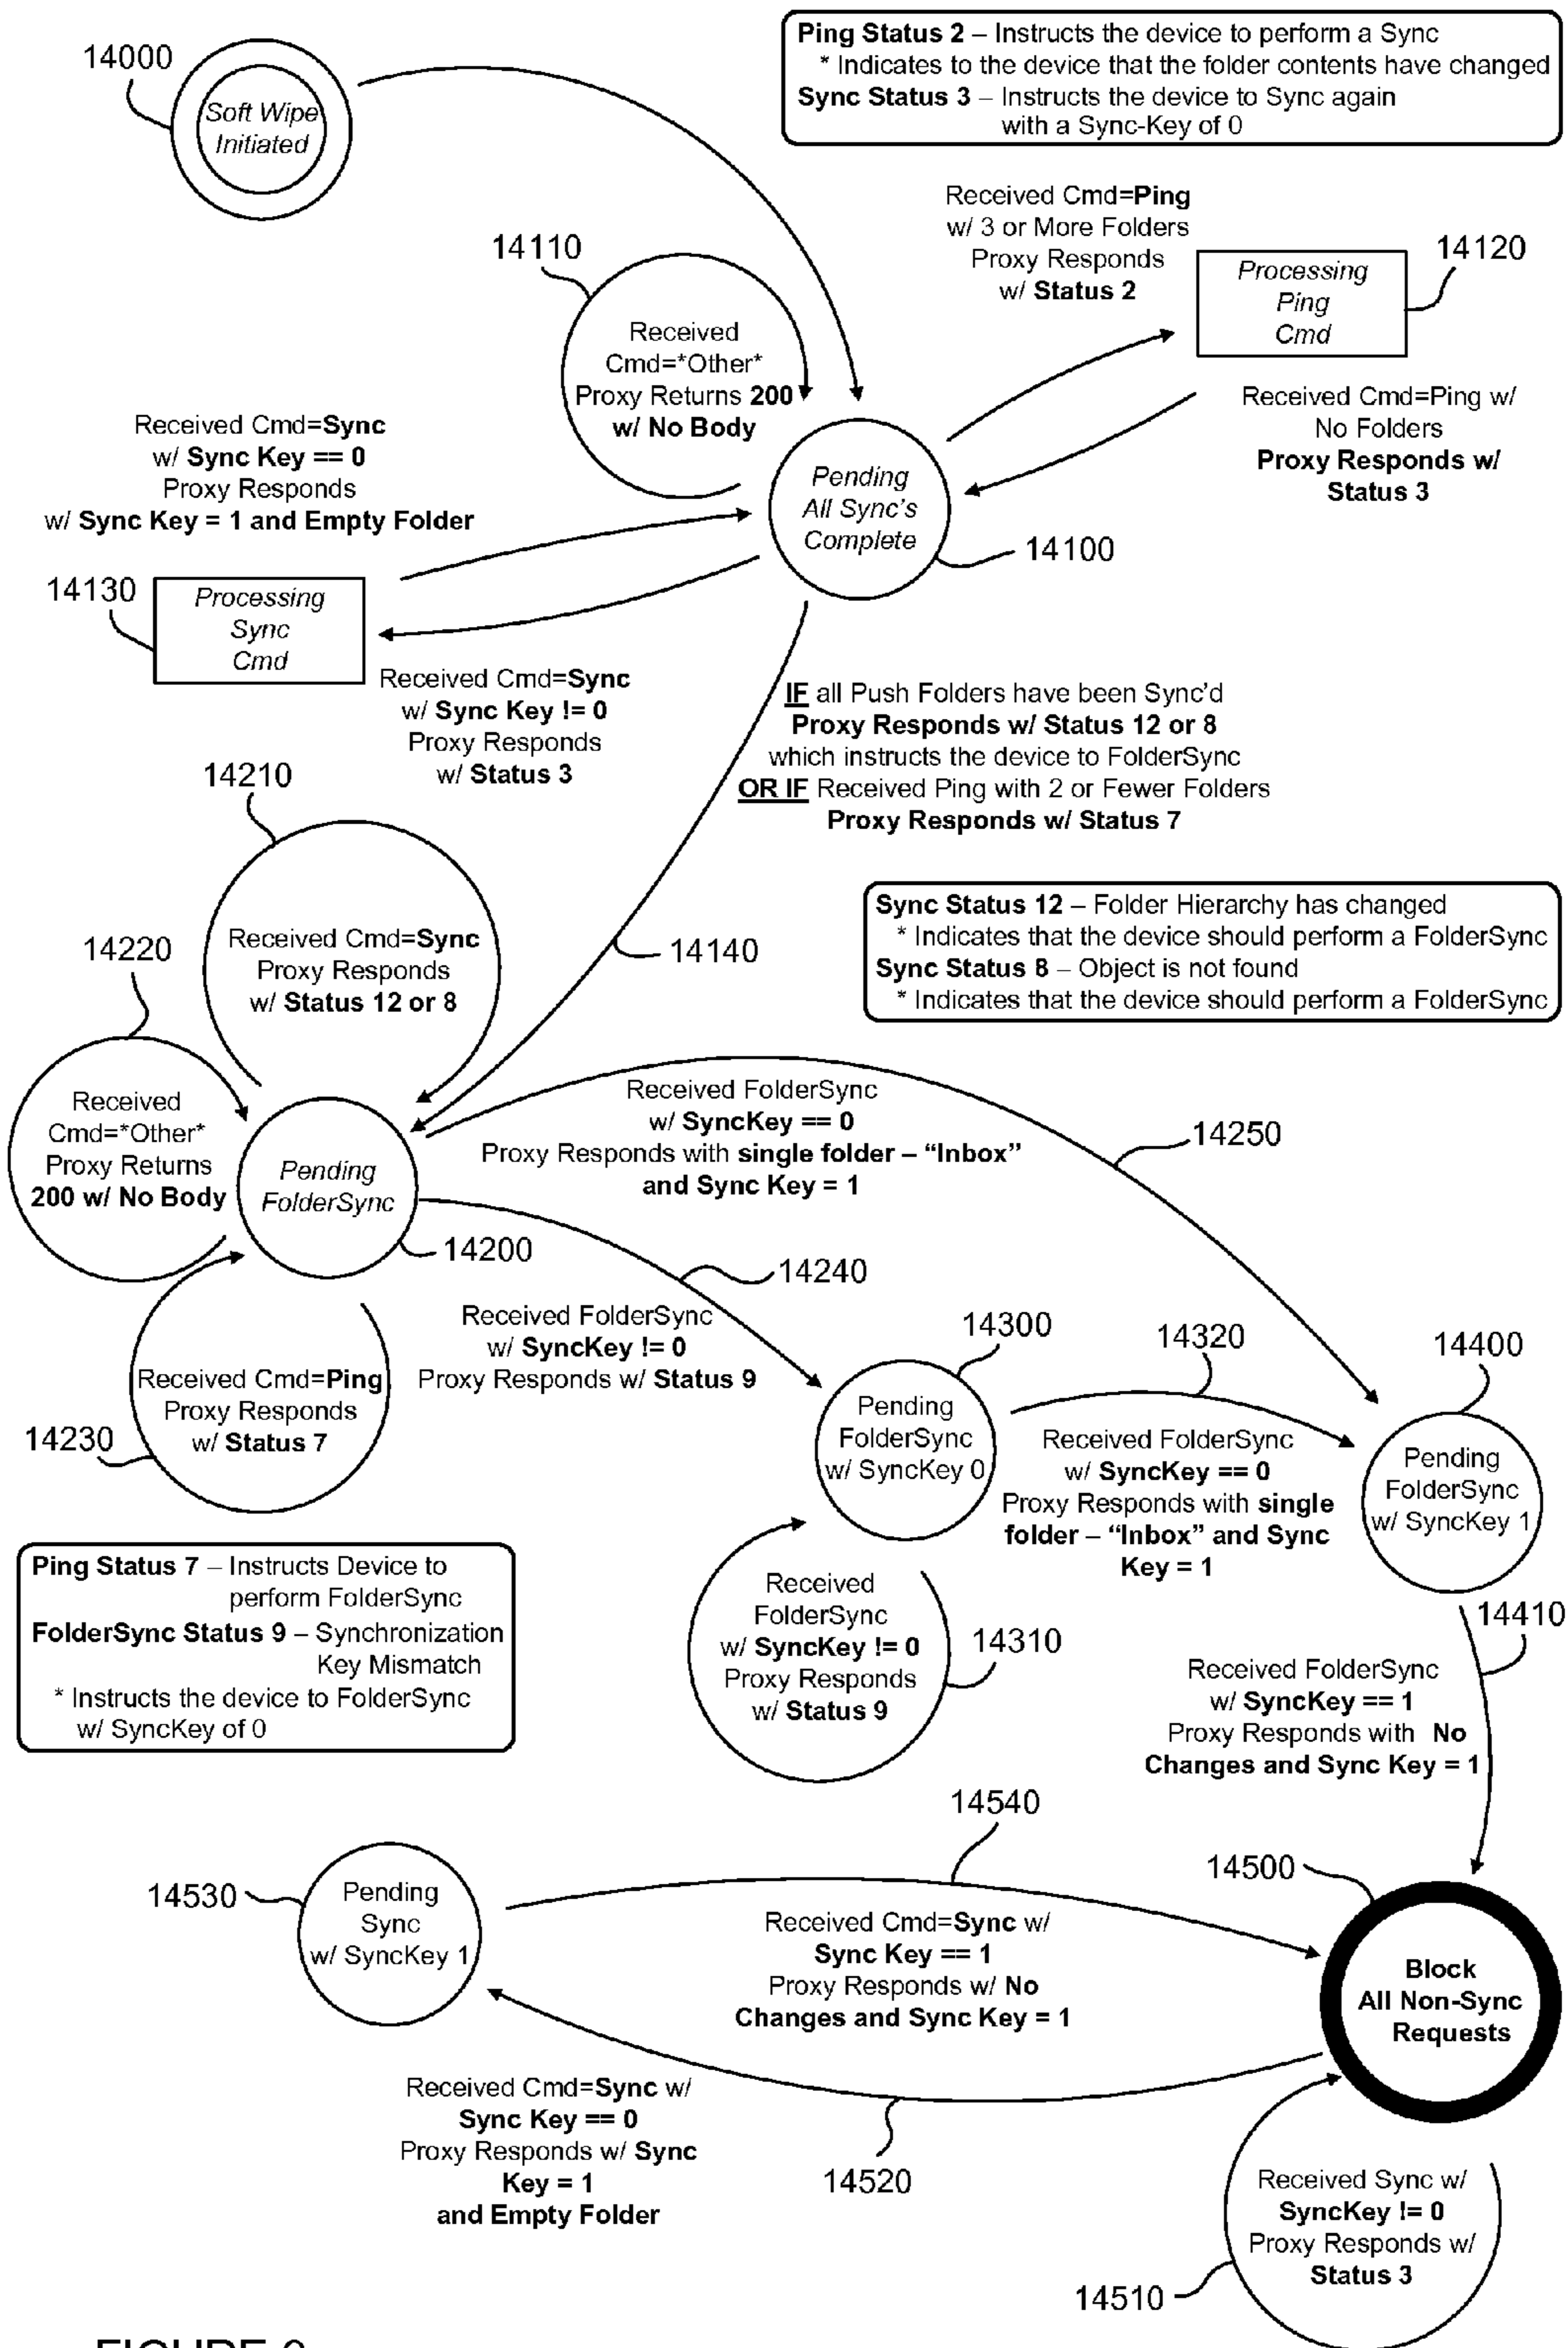 14000
Soft Wipe
Initiated
Ping Status 2 – Instructs the device to perform a Sync
* Indicates to the device that the folder contents have changed
Sync Status 3 – Instructs the device to Sync again
with a Sync-Key of 0
Received Cmd=Ping
w/ 3 or More Folders
Proxy Responds
w/ Status 2
14120
Processing
Ping
Cmd
14110
Received
Cmd=*Other*
Proxy Returns 200
w/ No Body
Received Cmd=Ping w/
No Folders
Proxy Responds w/
Status 3
Received Cmd=Sync
w/ Sync Key == 0
Proxy Responds
w/ Sync Key = 1 and Empty Folder
Pending
All Sync's
Complete
14100
14130
Processing
Sync
Cmd
Received Cmd=Sync
w/ Sync Key != 0
Proxy Responds
w/ Status 3
IF all Push Folders have been Sync'd
Proxy Responds w/ Status 12 or 8
which instructs the device to FolderSync
OR IF Received Ping with 2 or Fewer Folders
Proxy Responds w/ Status 7
14210
Received Cmd=Sync
Proxy Responds
w/ Status 12 or 8
14140
Sync Status 12 – Folder Hierarchy has changed
* Indicates that the device should perform a FolderSync
Sync Status 8 – Object is not found
* Indicates that the device should perform a FolderSync
14220
Received
Cmd=*Other*
Proxy Returns
200 w/ No Body
Pending
FolderSync
14200
Received FolderSync
w/ SyncKey == 0
Proxy Responds with single folder – “Inbox”
and Sync Key = 1
14250
14240
Received FolderSync
w/ SyncKey != 0
Proxy Responds w/ Status 9
Received Cmd=Ping
Proxy Responds
w/ Status 7
14230
14300
Pending
FolderSync
w/ SyncKey 0
14320
Received FolderSync
w/ SyncKey == 0
Proxy Responds with single
folder – “Inbox” and Sync
Key = 1
14400
Pending
FolderSync
w/ SyncKey 1
Ping Status 7 – Instructs Device to
perform FolderSync
FolderSync Status 9 – Synchronization
Key Mismatch
* Instructs the device to FolderSync
w/ SyncKey of 0
Received
FolderSync
w/ SyncKey != 0
Proxy Responds
w/ Status 9
14310
14410
Received FolderSync
w/ SyncKey == 1
Proxy Responds with No
Changes and Sync Key = 1
14540
14530
Pending
Sync
w/ SyncKey 1
Received Cmd=Sync w/
Sync Key == 1
Proxy Responds w/ No
Changes and Sync Key = 1
14500
Block
All Non-Sync
Requests
Received Cmd=Sync w/
Sync Key == 0
Proxy Responds w/ Sync
Key = 1
and Empty Folder
14520
Received Sync w/
SyncKey != 0
Proxy Responds w/
Status 3
14510